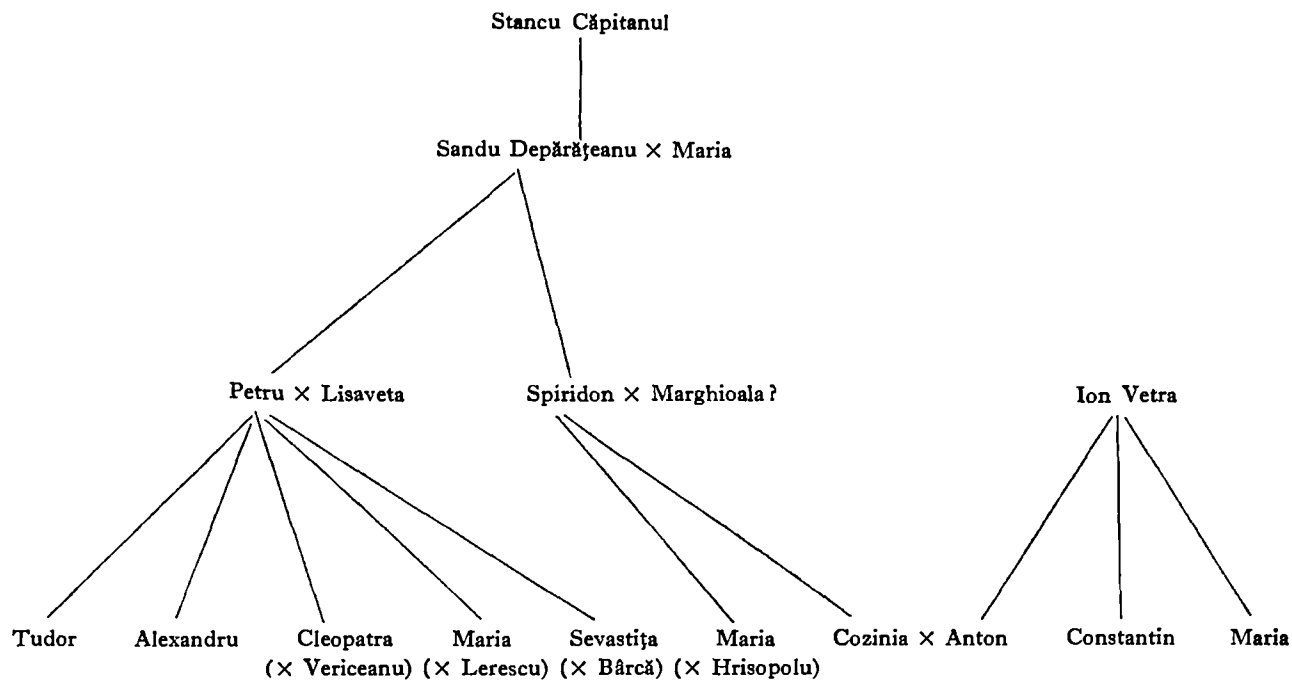 Stancu Căpitanul
Sandu Depărățeanu × Maria
Petru × Lisaveta Spiridon × Marghioala? Ion Vetra
Tudor Alexandru Cleopatra Maria Sevastița Maria Cozinia × Anton Constantin Maria
(× Vericeanu) (× Lerescu) (× Bârcă) (× Hrisopolu)